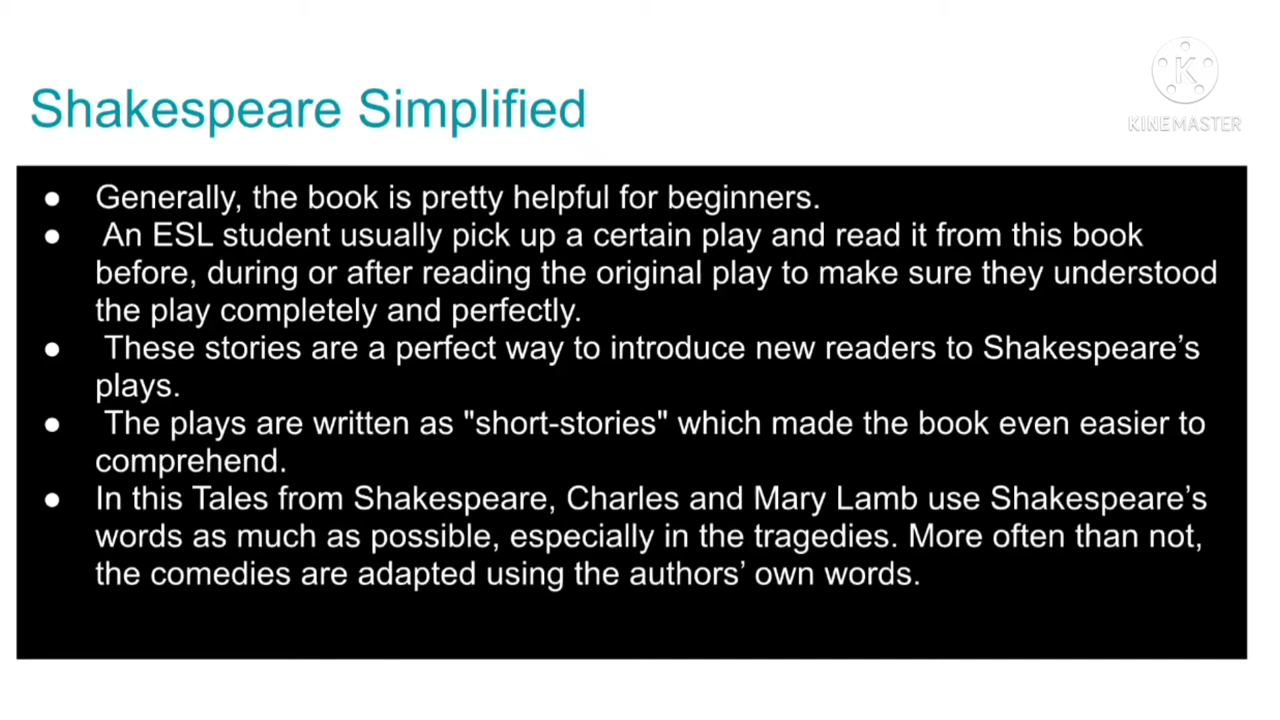 K
KINEMASTER
Shakespeare Simplified
● Generally, the book is pretty helpful for beginners.
● An ESL student usually pick up a certain play and read it from this book
before, during or after reading the original play to make sure they understood
the play completely and perfectly.
● These stories are a perfect way to introduce new readers to Shakespeare’s
plays.
● The plays are written as "short-stories" which made the book even easier to
comprehend.
● In this Tales from Shakespeare, Charles and Mary Lamb use Shakespeare’s
words as much as possible, especially in the tragedies. More often than not,
the comedies are adapted using the authors’ own words.